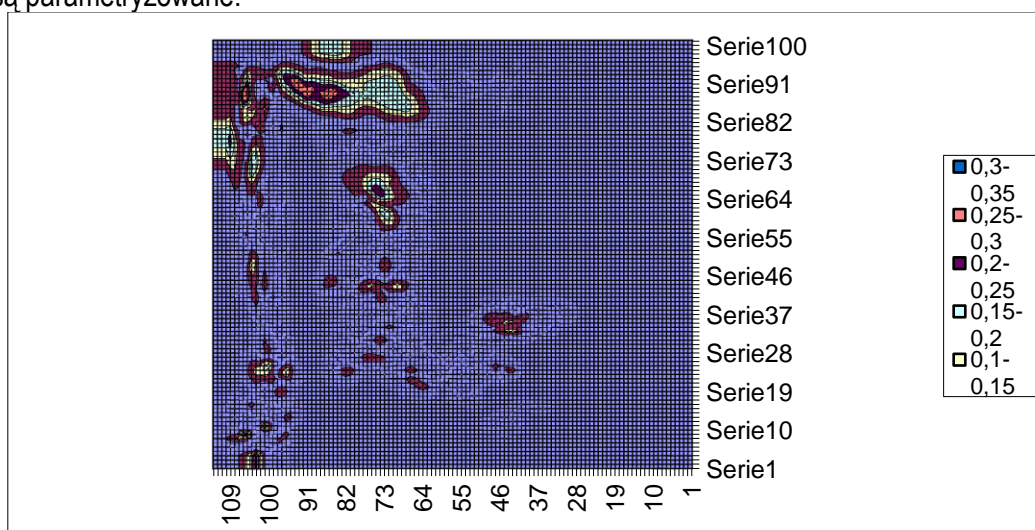 są parametryzowane.
Serie100
Serie91
Serie82
Serie73
Serie64
Serie55
Serie46
Serie37
Serie28
Serie19
Serie10
Serie1
0,3-
0,35
0,25-
0,3
0,2-
0,25
0,15-
0,2
0,1-
0,15
109
100
91
82
73
64
55
46
37
28
19
10
1